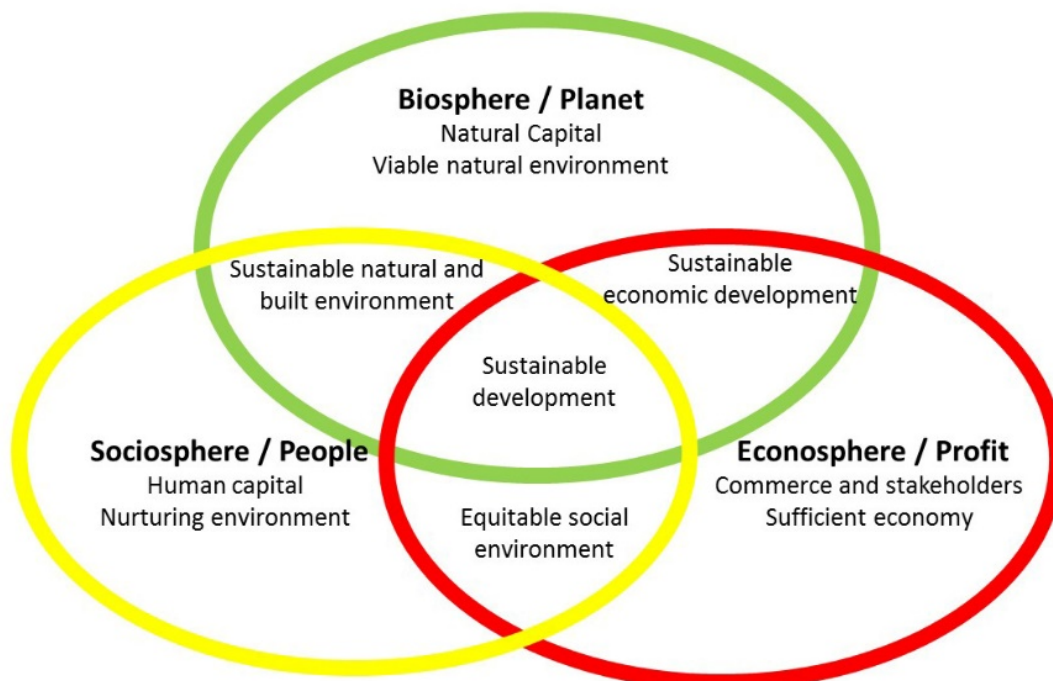 Biosphere / Planet
Natural Capital
Viable natural environment
Sustainable natural and
built environment
Sustainable
economic development
Sustainable
development
Sociosphere / People
Human capital
Nurturing environment
Econosphere / Profit
Commerce and stakeholders
Sufficient economy
Equitable social
environment